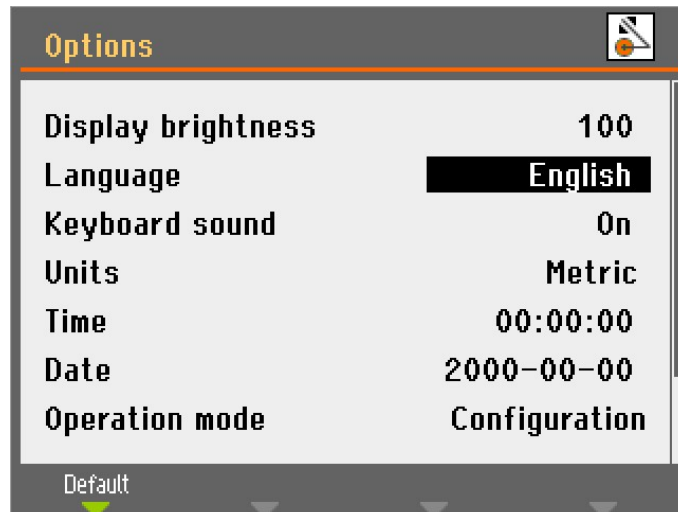 Options
Display brightness 100
Language English
Keyboard sound On
Units Metric
Time 00:00:00
Date 2000-00-00
Operation mode Configuration
Default